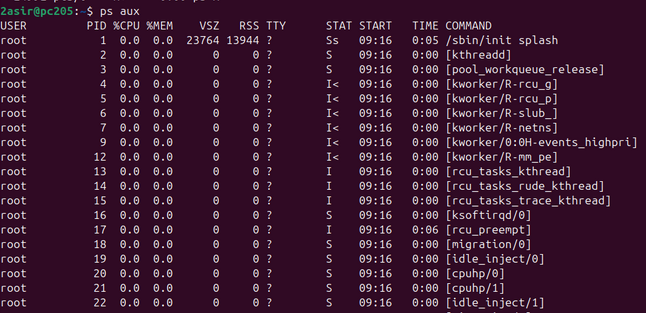 2asir@pc205:~$ ps aux
USER PID %CPU %MEM VSZ RSS TTY STAT START TIME COMMAND
root 1 0.0 0.0 23764 13944 ? Ss 09:16 0:05 /sbin/init splash
root 2 0.0 0.0 0 0 ? S 09:16 0:00 [kthreadd]
root 3 0.0 0.0 0 0 ? S 09:16 0:00 [pool_workqueue_release]
root 4 0.0 0.0 0 0 ? I< 09:16 0:00 [kworker/R-rcu_g]
root 5 0.0 0.0 0 0 ? I< 09:16 0:00 [kworker/R-rcu_p]
root 6 0.0 0.0 0 0 ? I< 09:16 0:00 [kworker/R-slub_]
root 7 0.0 0.0 0 0 ? I< 09:16 0:00 [kworker/R-netns]
root 9 0.0 0.0 0 0 ? I< 09:16 0:00 [kworker/0:0H-events_highpri]
root 12 0.0 0.0 0 0 ? I< 09:16 0:00 [kworker/R-mm_pe]
root 13 0.0 0.0 0 0 ? I 09:16 0:00 [rcu_tasks_kthread]
root 14 0.0 0.0 0 0 ? I 09:16 0:00 [rcu_tasks_rude_kthread]
root 15 0.0 0.0 0 0 ? I 09:16 0:00 [rcu_tasks_trace_kthread]
root 16 0.0 0.0 0 0 ? S 09:16 0:00 [ksoftirqd/0]
root 17 0.0 0.0 0 0 ? I 09:16 0:06 [rcu_preempt]
root 18 0.0 0.0 0 0 ? S 09:16 0:00 [migration/0]
root 19 0.0 0.0 0 0 ? S 09:16 0:00 [idle_inject/0]
root 20 0.0 0.0 0 0 ? S 09:16 0:00 [cpuhp/0]
root 21 0.0 0.0 0 0 ? S 09:16 0:00 [cpuhp/1]
root 22 0.0 0.0 0 0 ? S 09:16 0:00 [idle_inject/1]